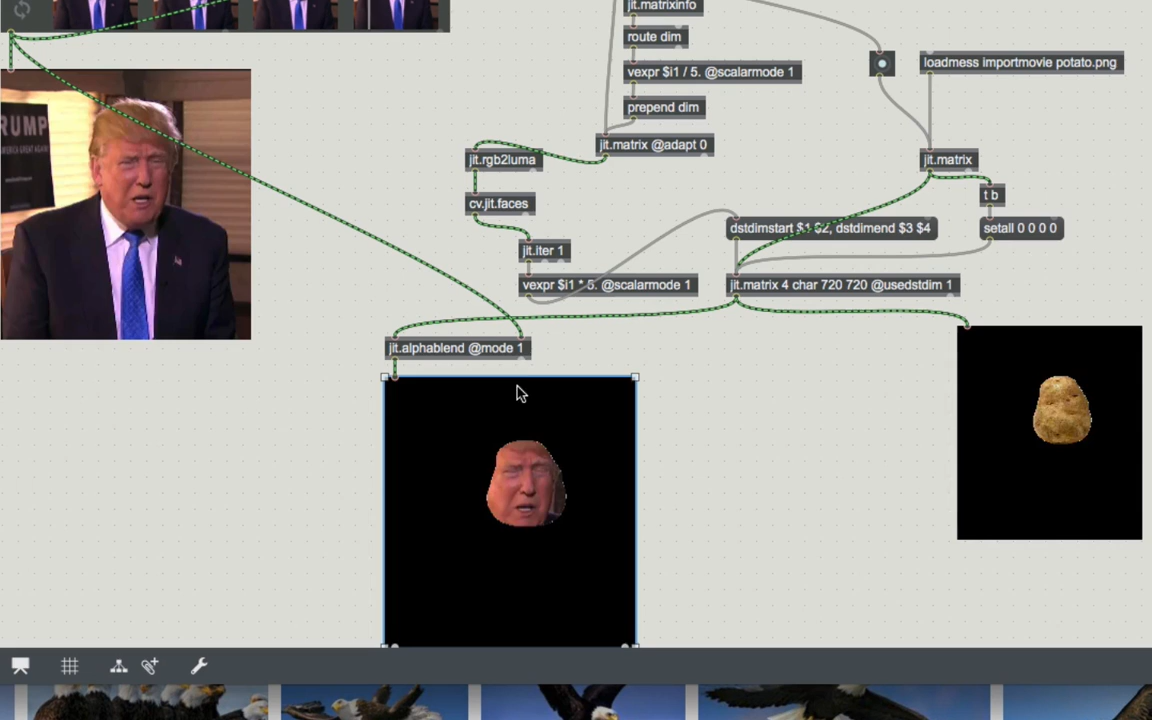 jit.matrixinfo
route dim
vexpr $i1 / 5. @scalarmode 1
loadmess importmovie potato.png
prepend dim
jit.matrix @adapt 0
jit.rgb2luma
jit.matrix
t b
cv.jit.faces
dstdimstart $1 $2, dstdimend $3 $4
setall 0 0 0 0
jit.iter 1
vexpr $i1 * 5. @scalarmode 1
jit.matrix 4 char 720 720 @usedstdim 1
jit.alphablend @mode 1
RUMP
AMERICA GREAT AGAIN